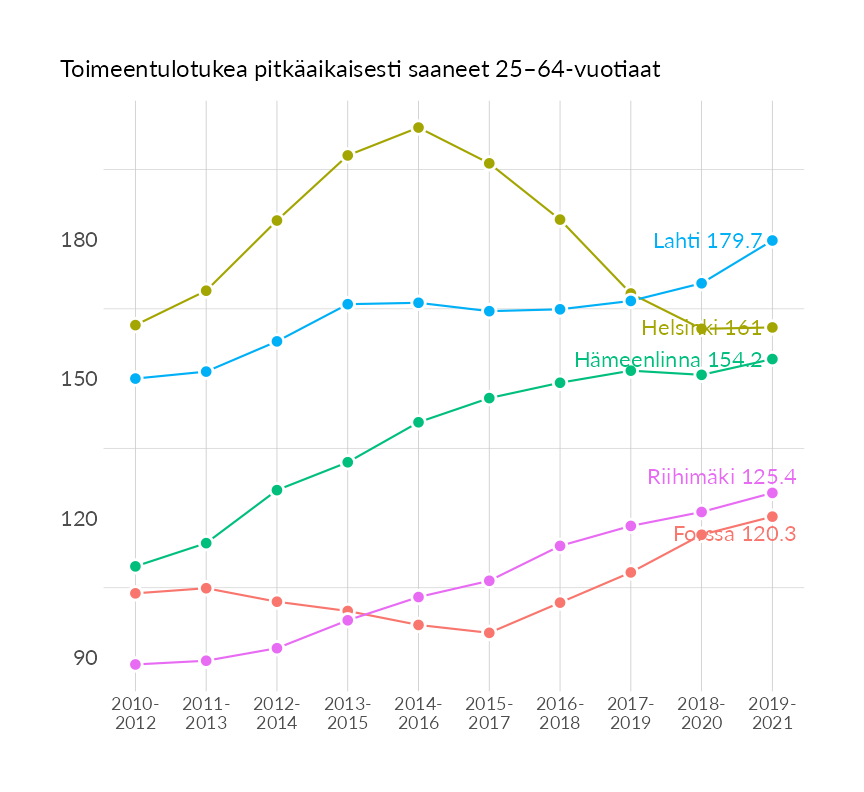 Toimeentulotukea pitkäaikaisesti saaneet 25–64-vuotiaat
180
150
120
90
Lahti 179.7
Helsinki 161
Hämeenlinna 154.2
Riihimäki 125.4
Forssa 120.3
2010- 2011- 2012- 2013- 2014- 2015- 2016- 2017- 2018- 2019-
2012 2013 2014 2015 2016 2017 2018 2019 2020 2021